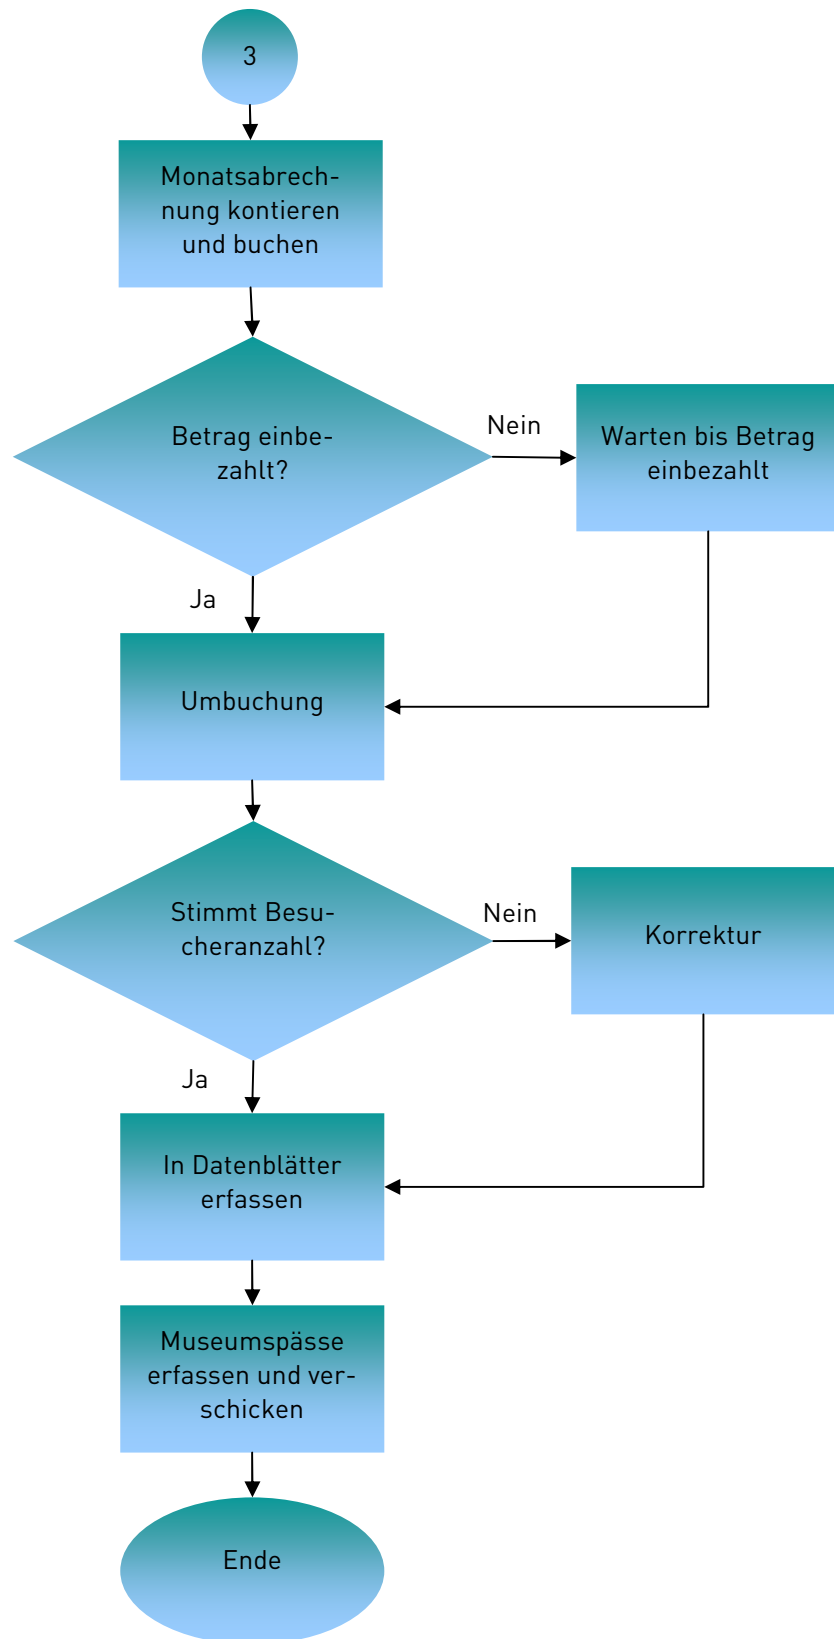 3
Monatsabrech-
nung kontieren
und buchen
Betrag einbe-
zahlt?
Nein
Warten bis Betrag
einbezahlt
Ja
Umbuchung
Stimmt Besu-
cheranzahl?
Nein
Korrektur
Ja
In Datenblätter
erfassen
Museumspässe
erfassen und ver-
schicken
Ende